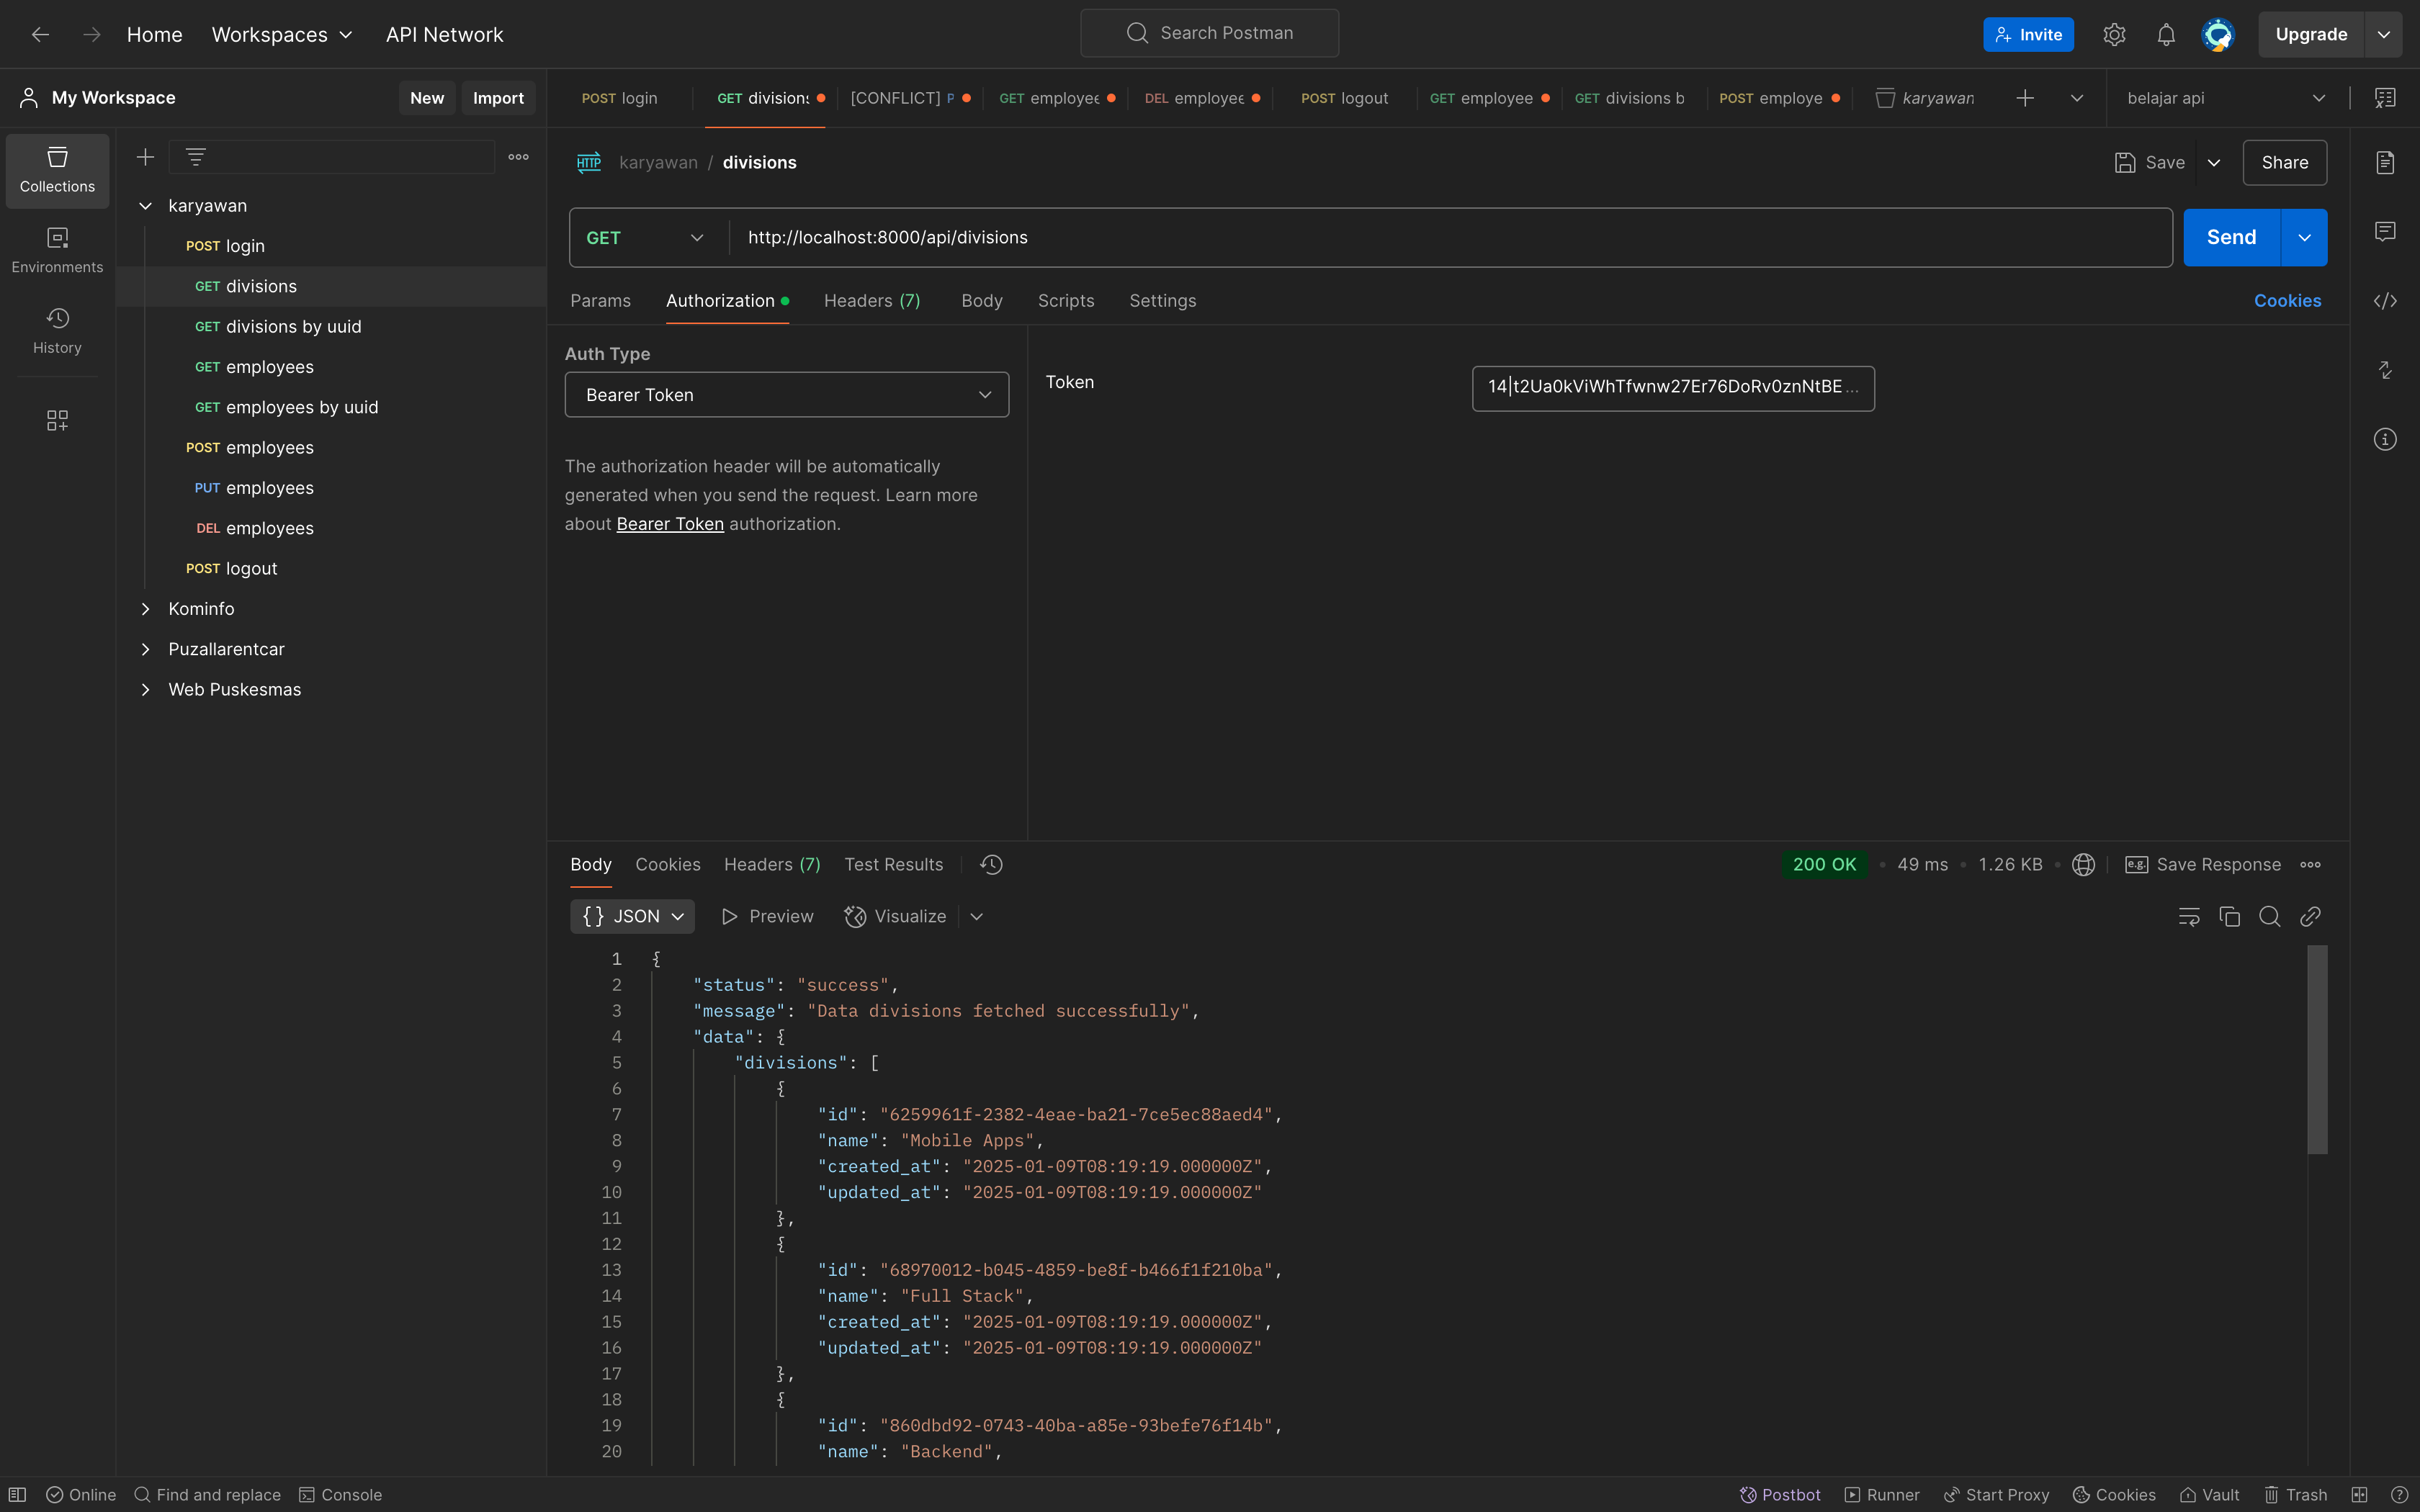 Home Workspaces API Network Search Postman Invite Upgrade
My Workspace New Import
POST login GET divisions [CONFLICT] P GET employee DEL employee POST logout GET employee GET divisions b POST employe karyawan belajar api
Collections
Environments
History
karyawan
POST login
GET divisions
GET divisions by uuid
GET employees
GET employees by uuid
POST employees
PUT employees
DEL employees
POST logout
Kominfo
Puzallarentcar
Web Puskesmas
HTTP karyawan / divisions Save Share
GET http://localhost:8000/api/divisions Send
Params Authorization Headers (7) Body Scripts Settings Cookies
Auth Type
Bearer Token
The authorization header will be automatically
generated when you send the request. Learn more
about Bearer Token authorization.
Token 14|t2Ua0kViWhTfwnw27Er76DoRv0znNtBE...
Body Cookies Headers (7) Test Results 200 OK • 49 ms • 1.26 KB • e.g. Save Response
{} JSON Preview Visualize
1 {
2 "status": "success",
3 "message": "Data divisions fetched successfully",
4 "data": {
5 "divisions": [
6 {
7 "id": "6259961f-2382-4eae-ba21-7ce5ec88aed4",
8 "name": "Mobile Apps",
9 "created_at": "2025-01-09T08:19:19.000000Z",
10 "updated_at": "2025-01-09T08:19:19.000000Z"
11 },
12 {
13 "id": "68970012-b045-4859-be8f-b466f1f210ba",
14 "name": "Full Stack",
15 "created_at": "2025-01-09T08:19:19.000000Z",
16 "updated_at": "2025-01-09T08:19:19.000000Z"
17 },
18 {
19 "id": "860dbd92-0743-40ba-a85e-93befe76f14b",
20 "name": "Backend",
Online Find and replace Console Postbot Runner Start Proxy Cookies Vault Trash